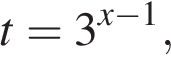 t = 3^{x−1},